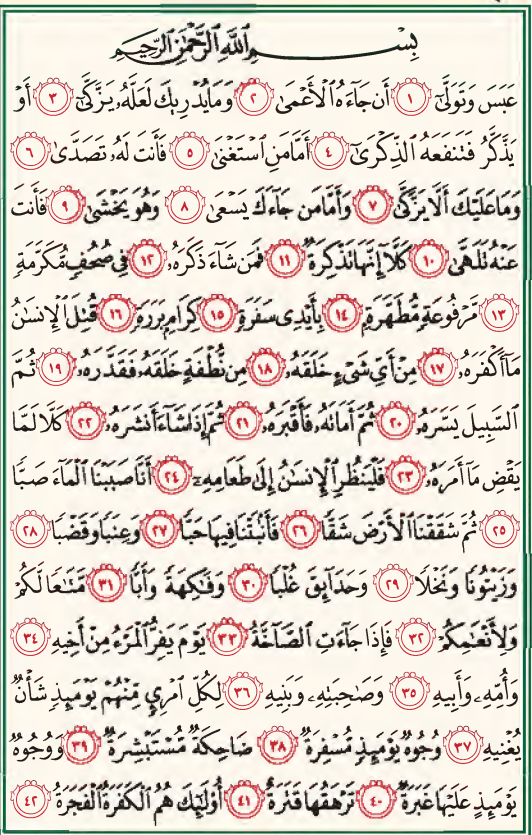 بِسْمِ ٱللَّهِ ٱلرَّحْمَٰنِ ٱلرَّحِيمِ
عَبَسَ وَتَوَلَّىٰٓ ١ أَن جَآءَهُ ٱلْأَعْمَىٰ ٢ وَمَا يُدْرِيكَ لَعَلَّهُۥ يَزَّكَّىٰٓ ٣ أَوْ
يَذَّكَّرُ فَتَنفَعَهُ ٱلذِّكْرَىٰٓ ٤ أَمَّا مَنِ ٱسْتَغْنَىٰ ٥ فَأَنتَ لَهُۥ تَصَدَّىٰ ٦
وَمَا عَلَيْكَ أَلَّا يَزَّكَّىٰ ٧ وَأَمَّا مَن جَآءَكَ يَسْعَىٰ ٨ وَهُوَ يَخْشَىٰ ٩ فَأَنتَ
عَنْهُ تَلَهَّىٰ ١٠ كَلَّآ إِنَّهَا تَذْكِرَةٌ ١١ فَمَن شَآءَ ذَكَرَهُۥ ١٢ فِى صُحُفٍ مُّكَرَّمَةٍ
١٣ مَّرْفُوعَةٍ مُّطَهَّرَةٍۭ ١٤ بِأَيْدِى سَفَرَةٍ ١٥ كِرَامٍۭ بَرَرَةٍ ١٦ قُتِلَ ٱلْإِنسَٰنُ
مَآ أَكْفَرَهُۥ ١٧ مِنْ أَىِّ شَىْءٍ خَلَقَهُۥ ١٨ مِن نُّطْفَةٍ خَلَقَهُۥ فَقَدَّرَهُۥ ١٩ ثُمَّ
ٱلسَّبِيلَ يَسَّرَهُۥ ٢٠ ثُمَّ أَمَاتَهُۥ فَأَقْبَرَهُۥ ٢١ ثُمَّ إِذَا شَآءَ أَنشَرَهُۥ ٢٢ كَلَّا لَمَّا
يَقْضِ مَآ أَمَرَهُۥ ٢٣ فَلْيَنظُرِ ٱلْإِنسَٰنُ إِلَىٰ طَعَامِهِۦٓ ٢٤ أَنَّا صَبَبْنَا ٱلْمَآءَ صَبًّا
٢٥ ثُمَّ شَقَقْنَا ٱلْأَرْضَ شَقًّا ٢٦ فَأَنۢبَتْنَا فِيهَا حَبًّا ٢٧ وَعِنَبًا وَقَضْبًا ٢٨
وَزَيْتُونًا وَنَخْلًا ٢٩ وَحَدَآئِقَ غُلْبًا ٣٠ وَفَٰكِهَةً وَأَبًّا ٣١ مَّتَٰعًا لَّكُمْ
وَلِأَنْعَٰمِكُمْ ٣٢ فَإِذَا جَآءَتِ ٱلصَّآخَّةُ ٣٣ يَوْمَ يَفِرُّ ٱلْمَرْءُ مِنْ أَخِيهِ ٣٤
وَأُمِّهِۦ وَأَبِيهِ ٣٥ وَصَٰحِبَتِهِۦ وَبَنِيهِ ٣٦ لِكُلِّ ٱمْرِئٍ مِّنْهُمْ يَوْمَئِذٍ شَأْنٌ
يُغْنِيهِ ٣٧ وُجُوهٌ يَوْمَئِذٍ مُّسْفِرَةٌ ٣٨ ضَاحِكَةٌ مُّسْتَبْشِرَةٌ ٣٩ وَوُجُوهٌ
يَوْمَئِذٍ عَلَيْهَا غَبَرَةٌ ٤٠ تَرْهَقُهَا قَتَرَةٌ ٤١ أُو۟لَٰٓئِكَ هُمُ ٱلْكَفَرَةُ ٱلْفَجَرَةُ ٤٢